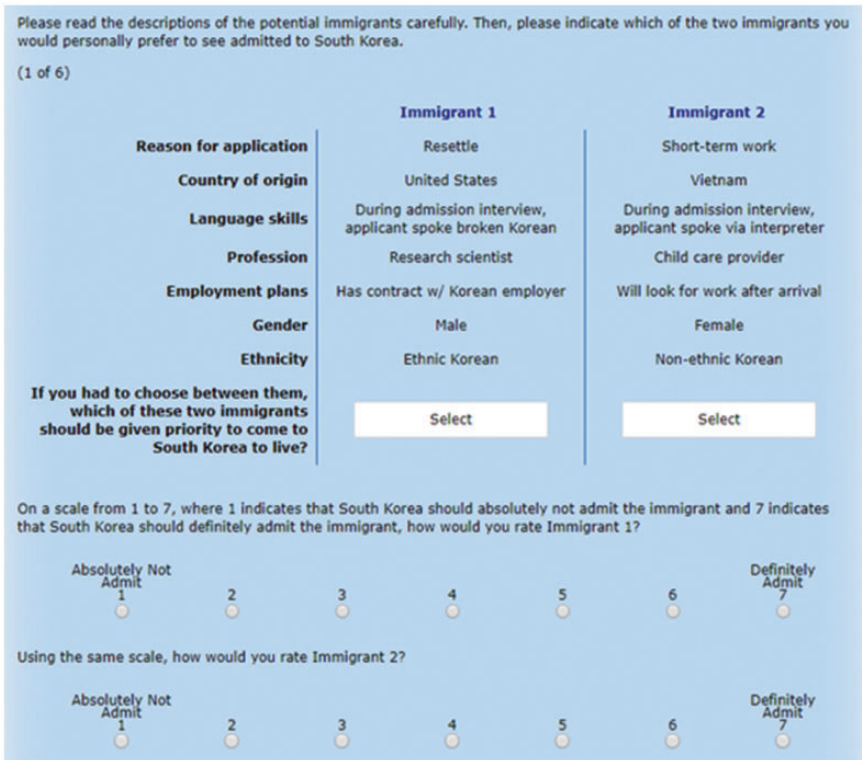 Please read the descriptions of the potential immigrants carefully. Then, please indicate which of the two immigrants you
would personally prefer to see admitted to South Korea.
(1 of 6)
Immigrant 1 Immigrant 2
Reason for application Resettle Short-term work
Country of origin United States Vietnam
Language skills During admission interview, applicant spoke broken Korean During admission interview, applicant spoke via interpreter
Profession Research scientist Child care provider
Employment plans Has contract w/ Korean employer Will look for work after arrival
Gender Male Female
Ethnicity Ethnic Korean Non-ethnic Korean
If you had to choose between them,
which of these two immigrants
should be given priority to come to
South Korea to live?
Select Select
On a scale from 1 to 7, where 1 indicates that South Korea should absolutely not admit the immigrant and 7 indicates
that South Korea should definitely admit the immigrant, how would you rate Immigrant 1?
Absolutely Not Definitely
Admit Admit
1 2 3 4 5 6 7
Using the same scale, how would you rate Immigrant 2?
Absolutely Not Definitely
Admit Admit
1 2 3 4 5 6 7